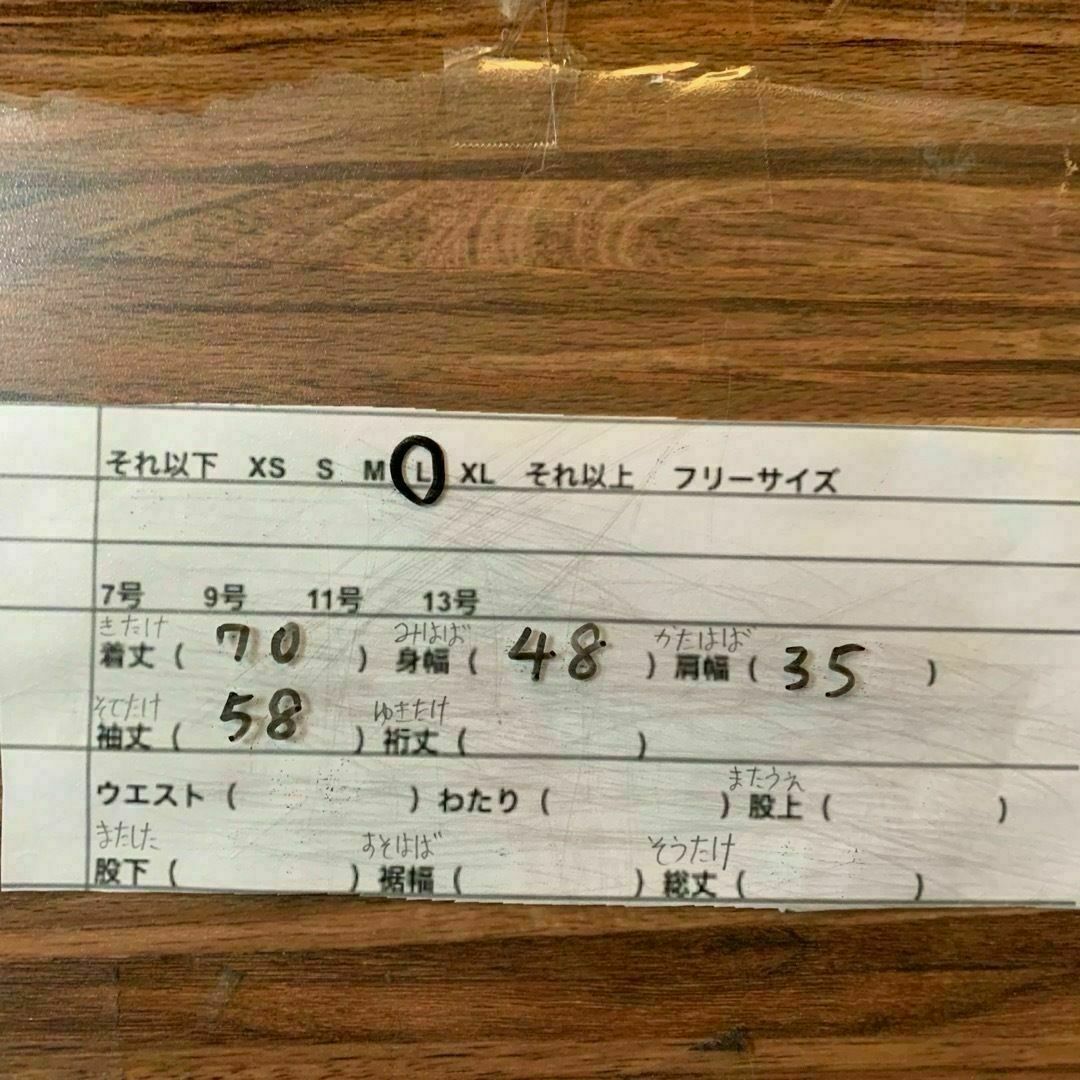 それ以下 XS S M L XL それ以上 フリーサイズ
7号 9号 11号 13号
きたけ みはば かたはば
着丈 ( 70 ) 身幅 ( 48 ) 肩幅 ( 35 )
そでたけ ゆきたけ
袖丈 ( 58 ) 裄丈 ( )
またうえ
ウエスト ( ) わたり ( ) 股上 ( )
またした すそはば そうたけ
股下 ( ) 裾幅 ( ) 総丈 ( )